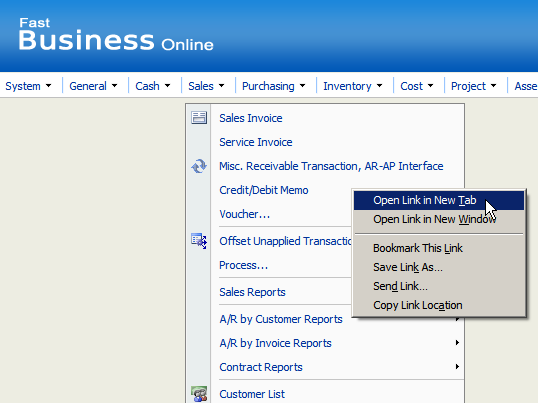 Fast
Business Online
System General Cash Sales Purchasing Inventory Cost Project Asse
Sales Invoice
Service Invoice
Misc. Receivable Transaction, AR-AP Interface
Credit/Debit Memo
Voucher...
Offset Unapplied Transactio
Process...
Sales Reports
A/R by Customer Reports
A/R by Invoice Reports
Contract Reports
Customer List
Open Link in New Tab
Open Link in New Window
Bookmark This Link
Save Link As...
Send Link...
Copy Link Location